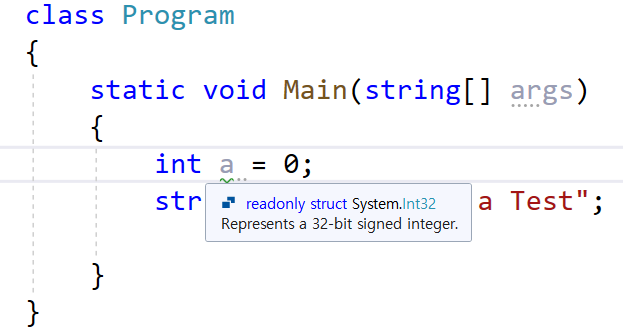 class Program
{
static void Main(string[] args)
{
int a = 0;
str
a Test";
readonly struct System.Int32
Represents a 32-bit signed integer.
}
}